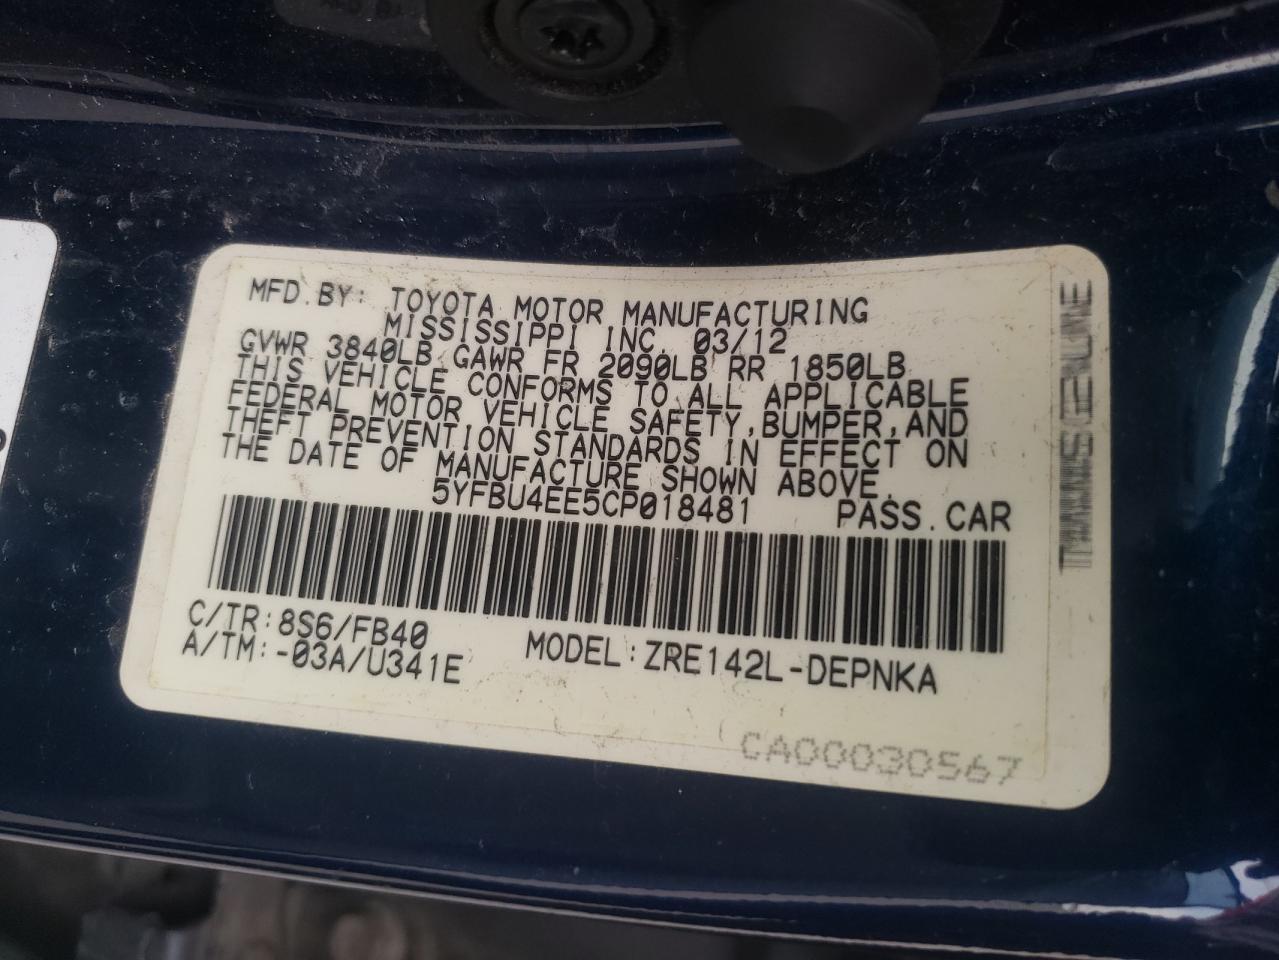 MFD.BY: TOYOTA MOTOR MANUFACTURING
MISSISSIPPI INC. 03/12
GVWR 3840LB GAWR FR 2090LB RR 1850LB
THIS VEHICLE CONFORMS TO ALL APPLICABLE
FEDERAL MOTOR VEHICLE SAFETY,BUMPER,AND
THEFT PREVENTION STANDARDS IN EFFECT ON
THE DATE OF MANUFACTURE SHOWN ABOVE.
5YFBU4EE5CP018481 PASS.CAR
C/TR:8S6/FB40
A/TM:-03A/U341E MODEL:ZRE142L-DEPNKA
CA00030567